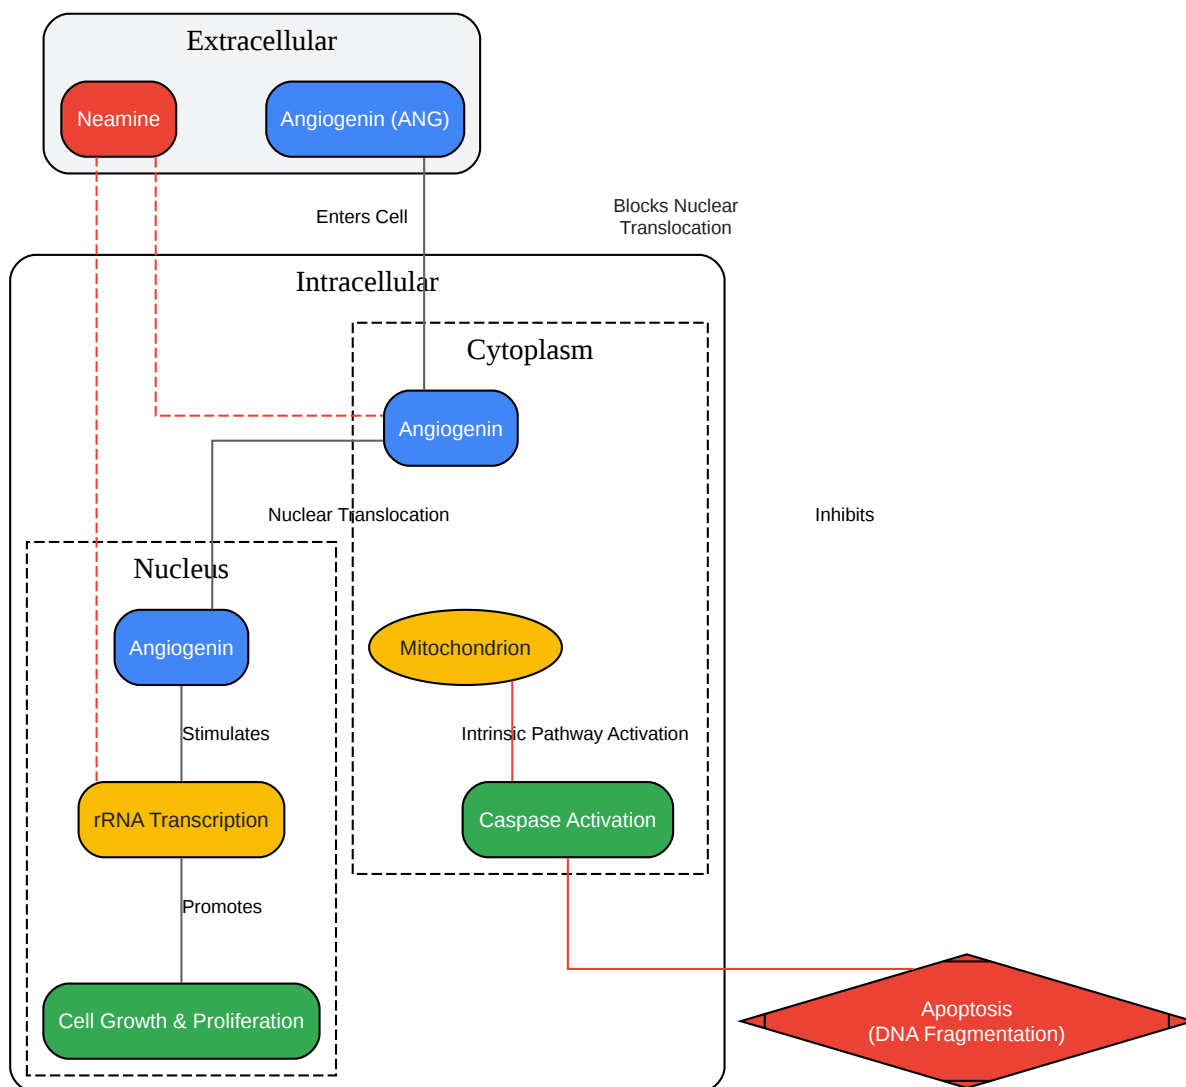 Extracellular
Neamine
Angiogenin (ANG)
Enters Cell
Blocks Nuclear
Translocation
Intracellular
Cytoplasm
Angiogenin
Nuclear Translocation
Inhibits
Nucleus
Angiogenin
Mitochondrion
Stimulates
Intrinsic Pathway Activation
rRNA Transcription
Caspase Activation
Promotes
Cell Growth & Proliferation
Apoptosis
(DNA Fragmentation)